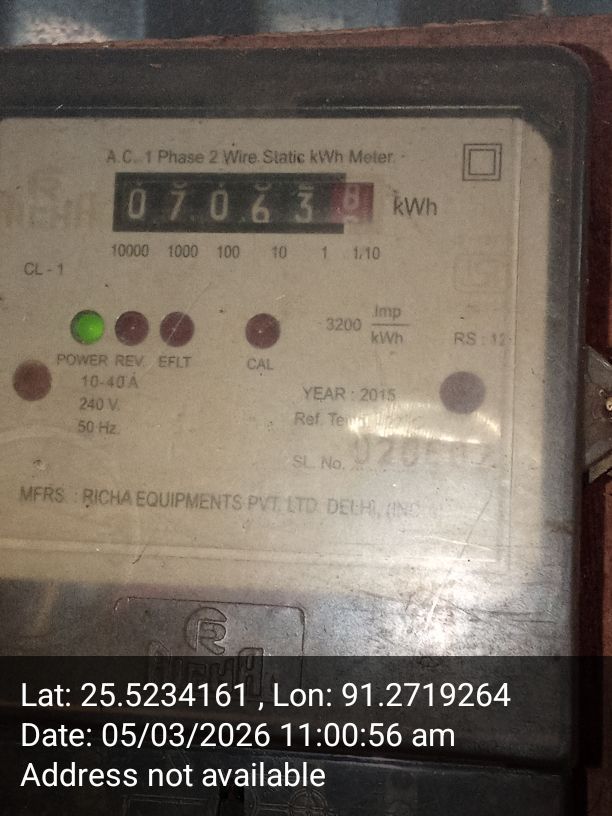 A.C. 1 Phase 2 Wire Static kWh Meter.
0 7 0 6 3 8 kWh
10000 1000 100 10 1 1/10
CL - 1
3200 Imp/kWh
RS : 12
POWER REV. EFLT CAL
10-40 A
240 V.
50 Hz.
YEAR : 2015
Ref. Temp.
SL. No.
MFRS. : RICHA EQUIPMENTS PVT. LTD. DELHI,
Lat: 25.5234161 , Lon: 91.2719264
Date: 05/03/2026 11:00:56 am
Address not available